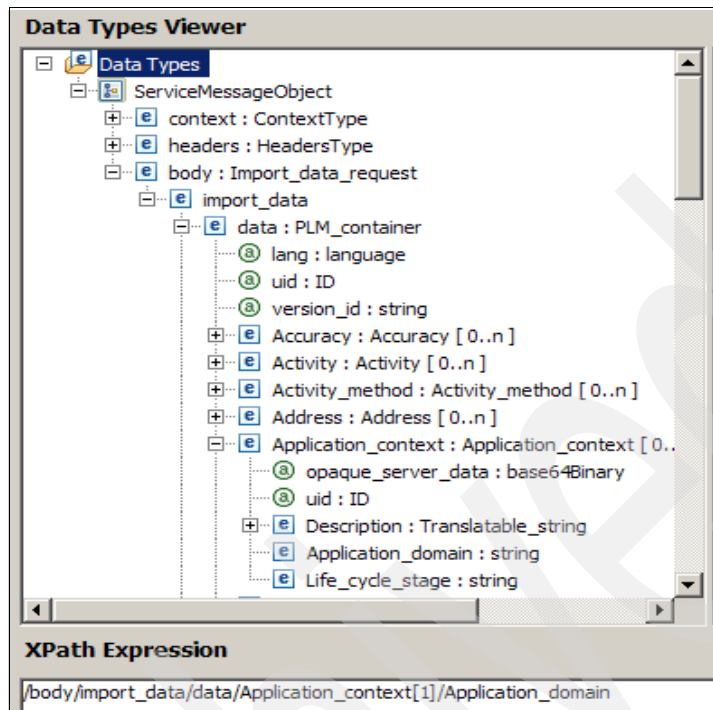 Data Types Viewer
Data Types
ServiceMessageObject
context : ContextType
headers : HeadersType
body : Import_data_request
import_data
data : PLM_container
lang : language
uid : ID
version_id : string
Accuracy : Accuracy [ 0..n ]
Activity : Activity [ 0..n ]
Activity_method : Activity_method [ 0..n ]
Address : Address [ 0..n ]
Application_context : Application_context [ 0..
opaque_server_data : base64Binary
uid : ID
Description : Translatable_string
Application_domain : string
Life_cycle_stage : string
XPath Expression
/body/import_data/data/Application_context[1]/Application_domain